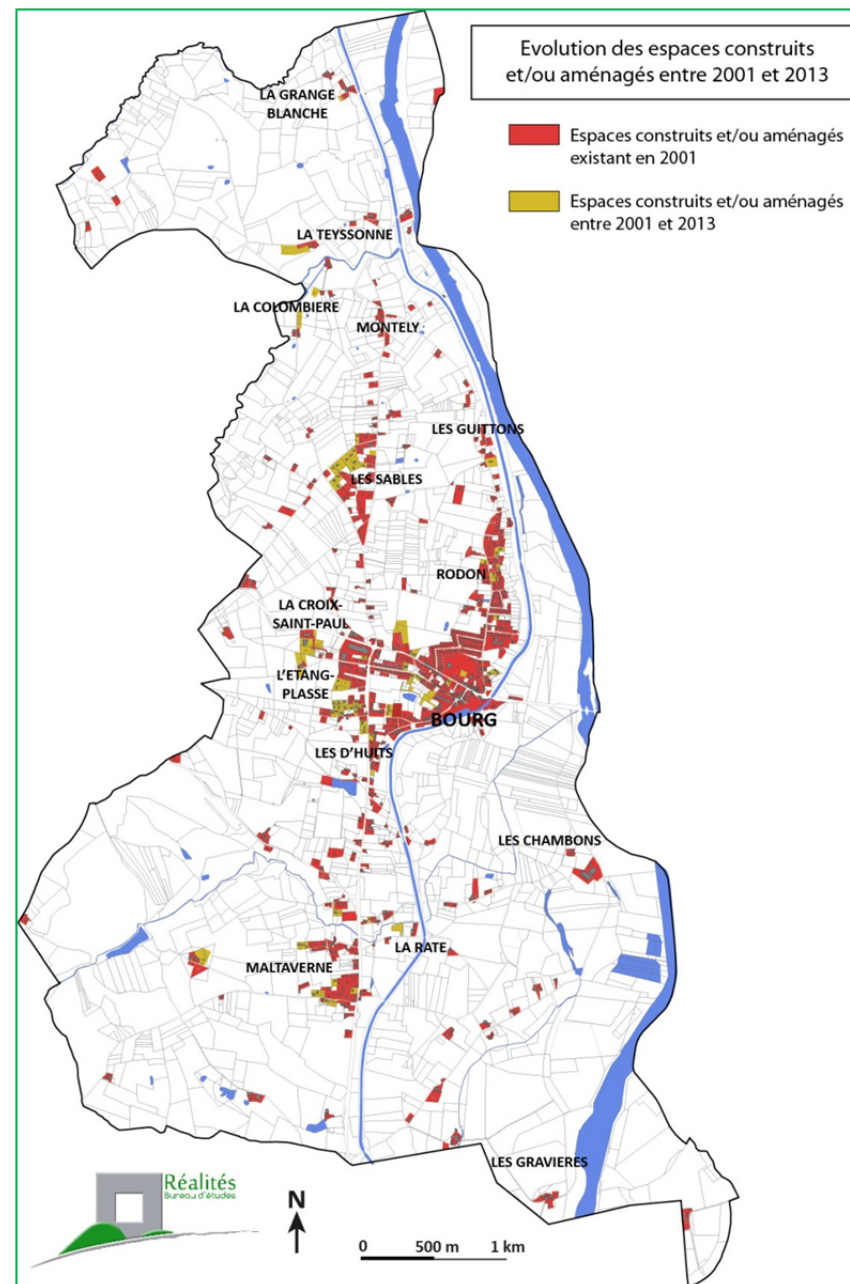 Evolution des espaces construits
et/ou aménagés entre 2001 et 2013
Espaces construits et/ou aménagés
existant en 2001
Espaces construits et/ou aménagés
entre 2001 et 2013
LA GRANGE
BLANCHE
LA TEYSSONNE
LA COLOMBIERE
MONTELY
LES GUITTONS
LES SABLES
RODON
LA CROIX-
SAINT-PAUL
L'ETANG-
PLASSE
BOURG
LES D'HUITS
LES CHAMBONS
LA RATE
MALTAVERNE
LES GRAVIERES
Réalités
Bureau d'études
N
0 500 m 1 km